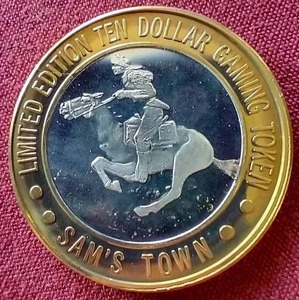 LIMITED EDITION TEN DOLLAR GAMING TOKEN
SAM'S TOWN